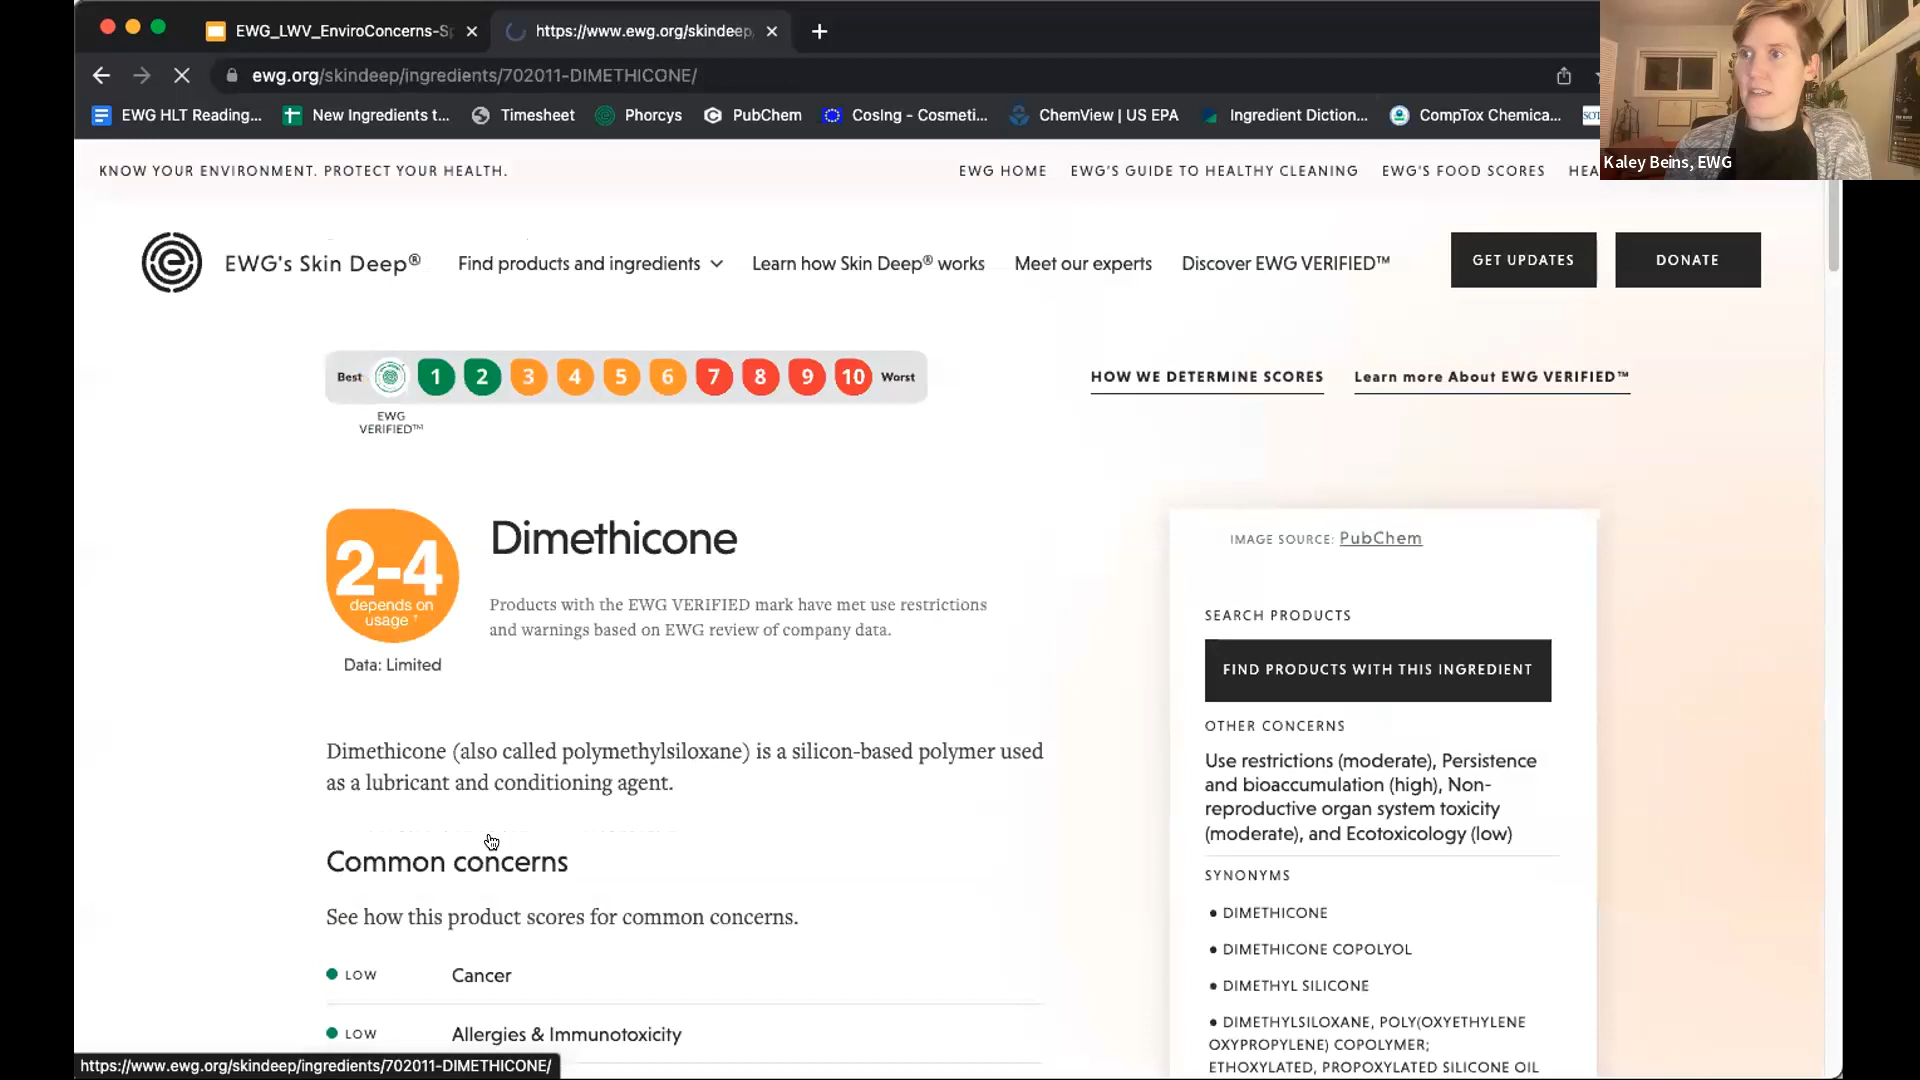 EWG_LWV_EnviroConcerns-Sp
https://www.ewg.org/skindeep
ewg.org/skindeep/ingredients/702011-DIMETHICONE/
EWG HLT Reading...
New Ingredients t...
Timesheet
Phorcys
PubChem
CosIng - Cosmeti...
ChemView | US EPA
Ingredient Diction...
CompTox Chemica...
Kaley Beins, EWG
KNOW YOUR ENVIRONMENT. PROTECT YOUR HEALTH.
EWG HOME
EWG'S GUIDE TO HEALTHY CLEANING
EWG'S FOOD SCORES
EWG's Skin Deep®
Find products and ingredients
Learn how Skin Deep® works
Meet our experts
Discover EWG VERIFIED™
GET UPDATES
DONATE
Best 1 2 3 4 5 6 7 8 9 10 Worst
EWG
VERIFIED™
HOW WE DETERMINE SCORES
Learn more About EWG VERIFIED™
2-4
depends on
usage †
Data: Limited
Dimethicone
Products with the EWG VERIFIED mark have met use restrictions
and warnings based on EWG review of company data.
Dimethicone (also called polymethylsiloxane) is a silicon-based polymer used
as a lubricant and conditioning agent.
Common concerns
See how this product scores for common concerns.
LOW Cancer
LOW Allergies & Immunotoxicity
IMAGE SOURCE: PubChem
SEARCH PRODUCTS
FIND PRODUCTS WITH THIS INGREDIENT
OTHER CONCERNS
Use restrictions (moderate), Persistence
and bioaccumulation (high), Non-
reproductive organ system toxicity
(moderate), and Ecotoxicology (low)
SYNONYMS
• DIMETHICONE
• DIMETHICONE COPOLYOL
• DIMETHYL SILICONE
• DIMETHYLSILOXANE, POLY(OXYETHYLENE
OXYPROPYLENE) COPOLYMER;
ETHOXYLATED, PROPOXYLATED SILICONE OIL
https://www.ewg.org/skindeep/ingredients/702011-DIMETHICONE/